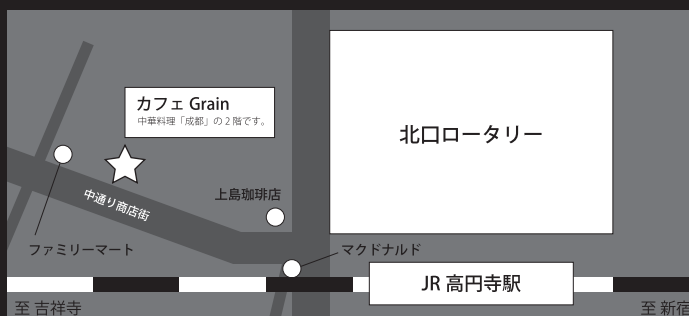 カフェ Grain
中華料理「成都」の2階です。
北口ロータリー
中通り商店街
上島珈琲店
ファミリーマート
マクドナルド
JR 高円寺駅
至 吉祥寺
至 新宿